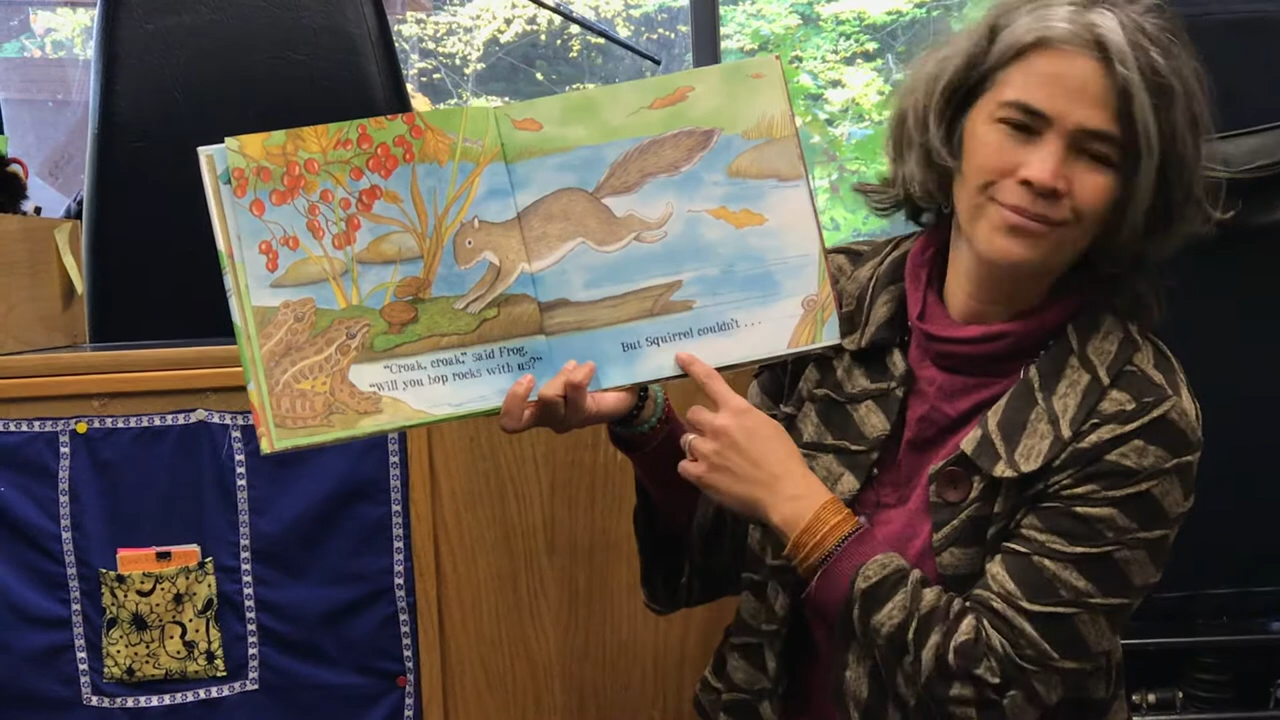 "Croak, croak," said Frog.
"Will you hop rocks with us?"
But Squirrel couldn't . . .